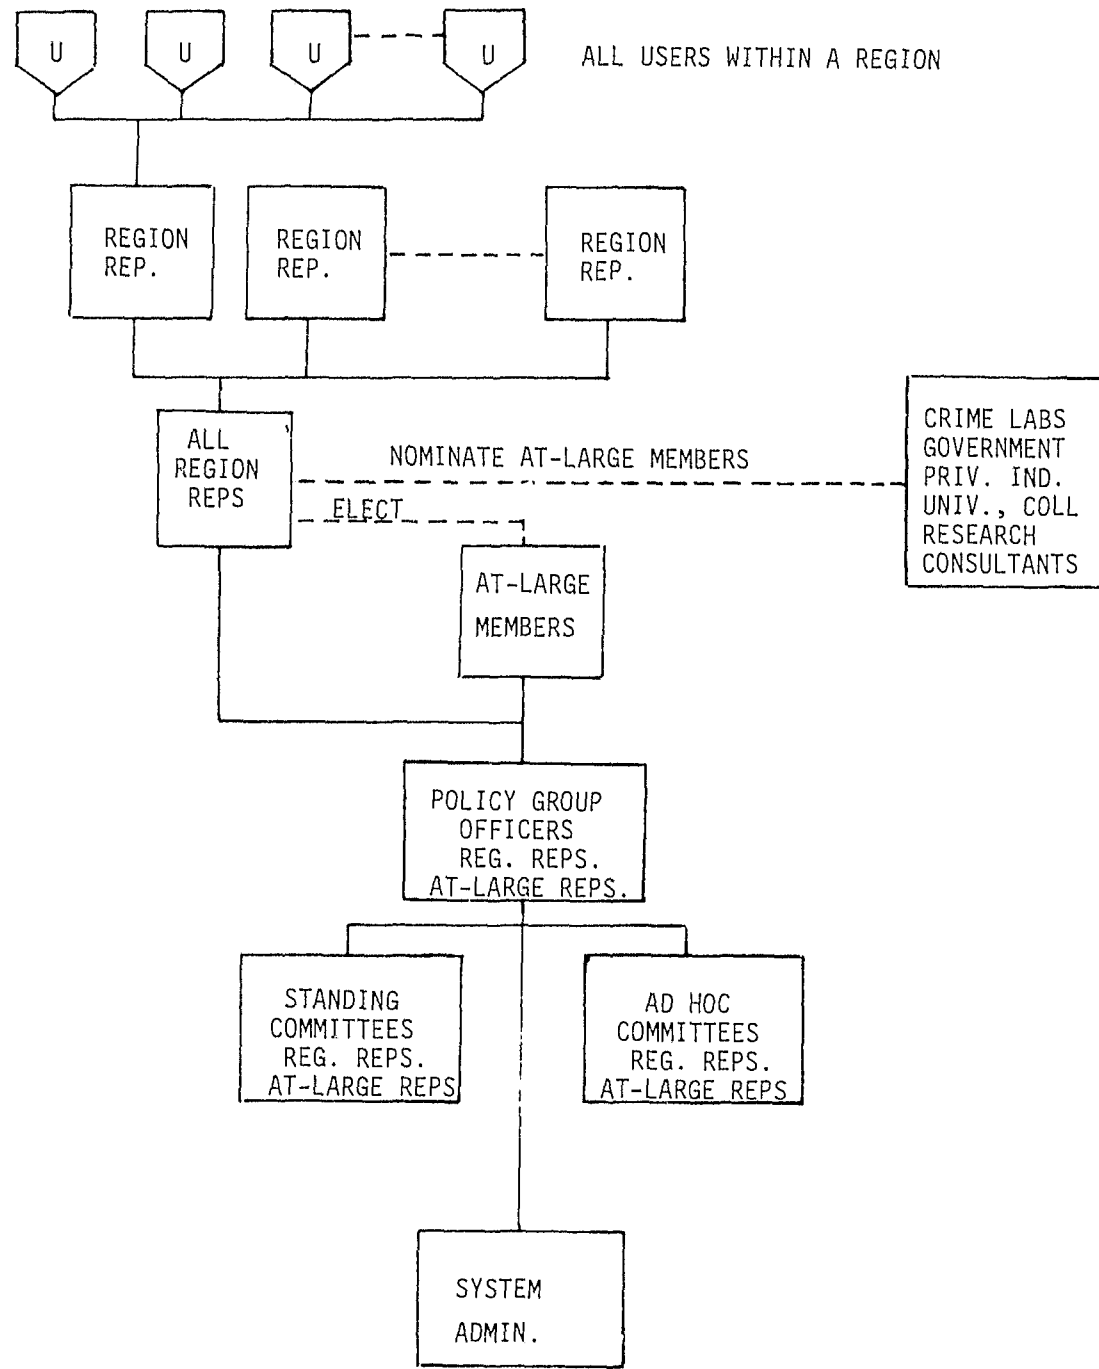 U U U U ALL USERS WITHIN A REGION
REGION
REP.
REGION
REP.
REGION
REP.
ALL
REGION
REPS
NOMINATE AT-LARGE MEMBERS
ELECT
CRIME LABS
GOVERNMENT
PRIV. IND.
UNIV., COLL
RESEARCH
CONSULTANTS
AT-LARGE
MEMBERS
POLICY GROUP
OFFICERS
REG. REPS.
AT-LARGE REPS.
STANDING
COMMITTEES
REG. REPS.
AT-LARGE REPS
AD HOC
COMMITTEES
REG. REPS.
AT-LARGE REPS
SYSTEM
ADMIN.